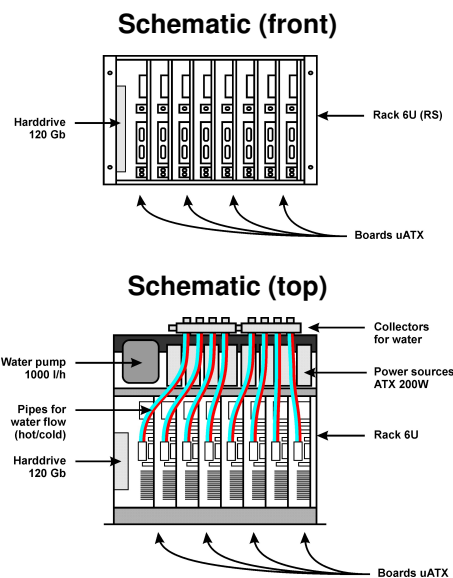 Schematic (front)
Harddrive
120 Gb
Rack 6U (RS)
Boards uATX
Schematic (top)
Collectors
for water
Water pump
1000 l/h
Power sources
ATX 200W
Pipes for
water flow
(hot/cold)
Rack 6U
Harddrive
120 Gb
Boards uATX